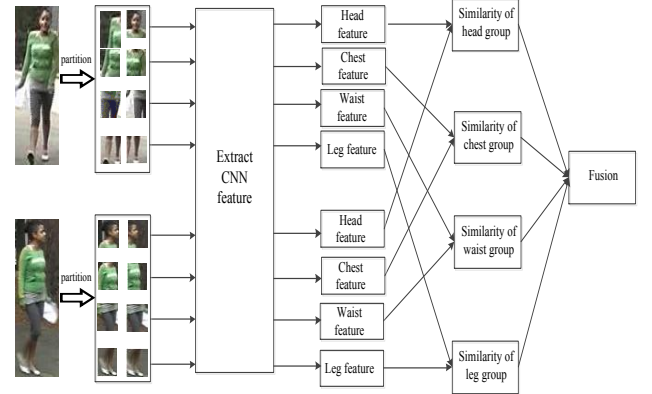 partition
Extract
CNN
feature
Head
feature
Chest
feature
Waist
feature
Leg feature
Similarity of
head group
Similarity of
chest group
Fusion
partition
Head
feature
Chest
feature
Waist
feature
Leg feature
Similarity of
waist group
Similarity of
leg group